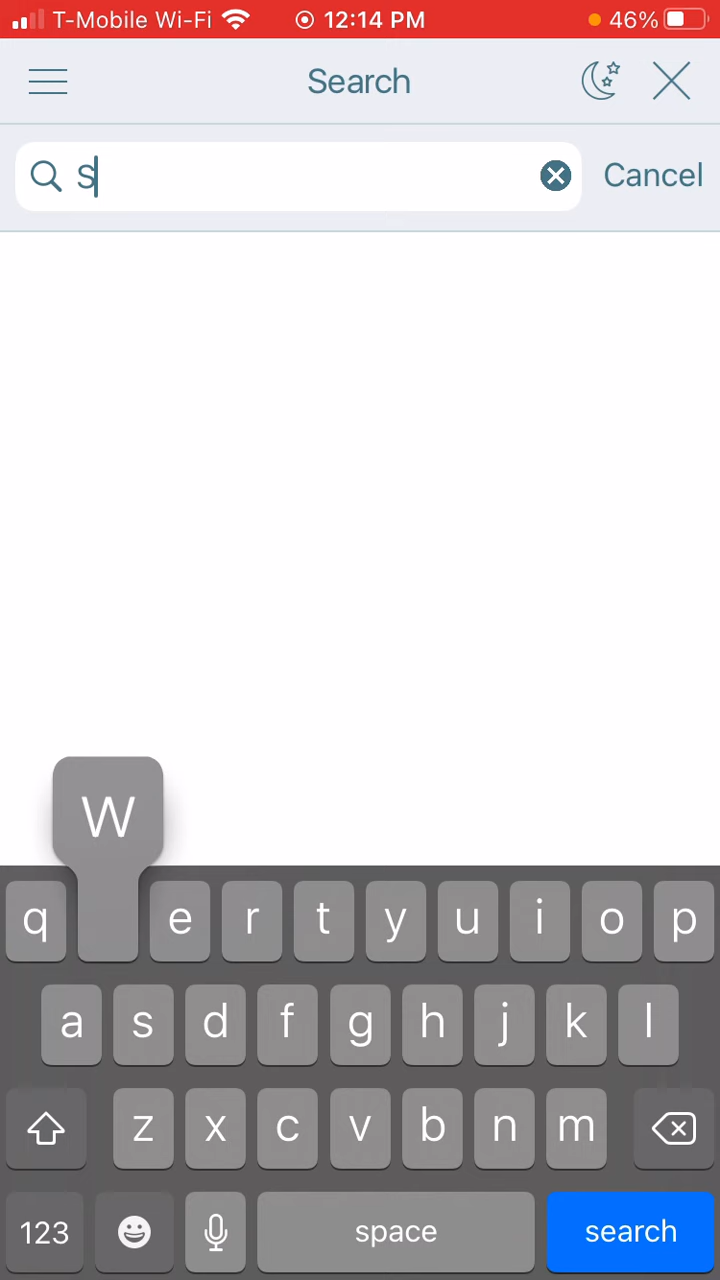 T-Mobile Wi-Fi 12:14 PM 46%
Search
S Cancel
W
q e r t y u i o p
a s d f g h j k l
z x c v b n m
123 space search